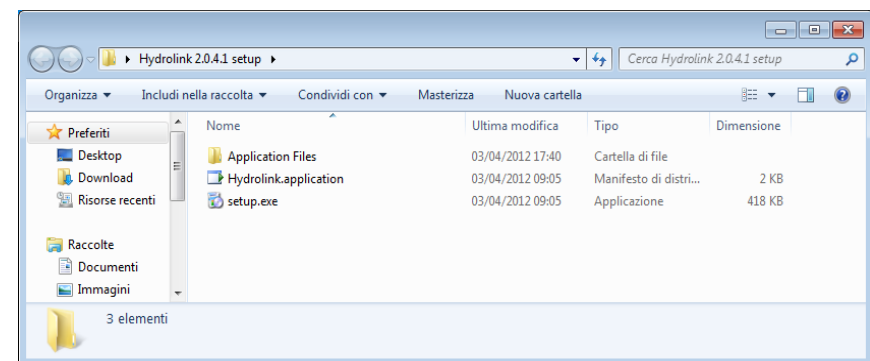 Hydrolink 2.0.4.1 setup
Cerca Hydrolink 2.0.4.1 setup
Organizza Includi nella raccolta Condividi con Masterizza Nuova cartella
Preferiti
Desktop
Download
Risorse recenti
Raccolte
Documenti
Immagini
Nome Ultima modifica Tipo Dimensione
Application Files 03/04/2012 17:40 Cartella di file
Hydrolink.application 03/04/2012 09:05 Manifesto di distri... 2 KB
setup.exe 03/04/2012 09:05 Applicazione 418 KB
3 elementi